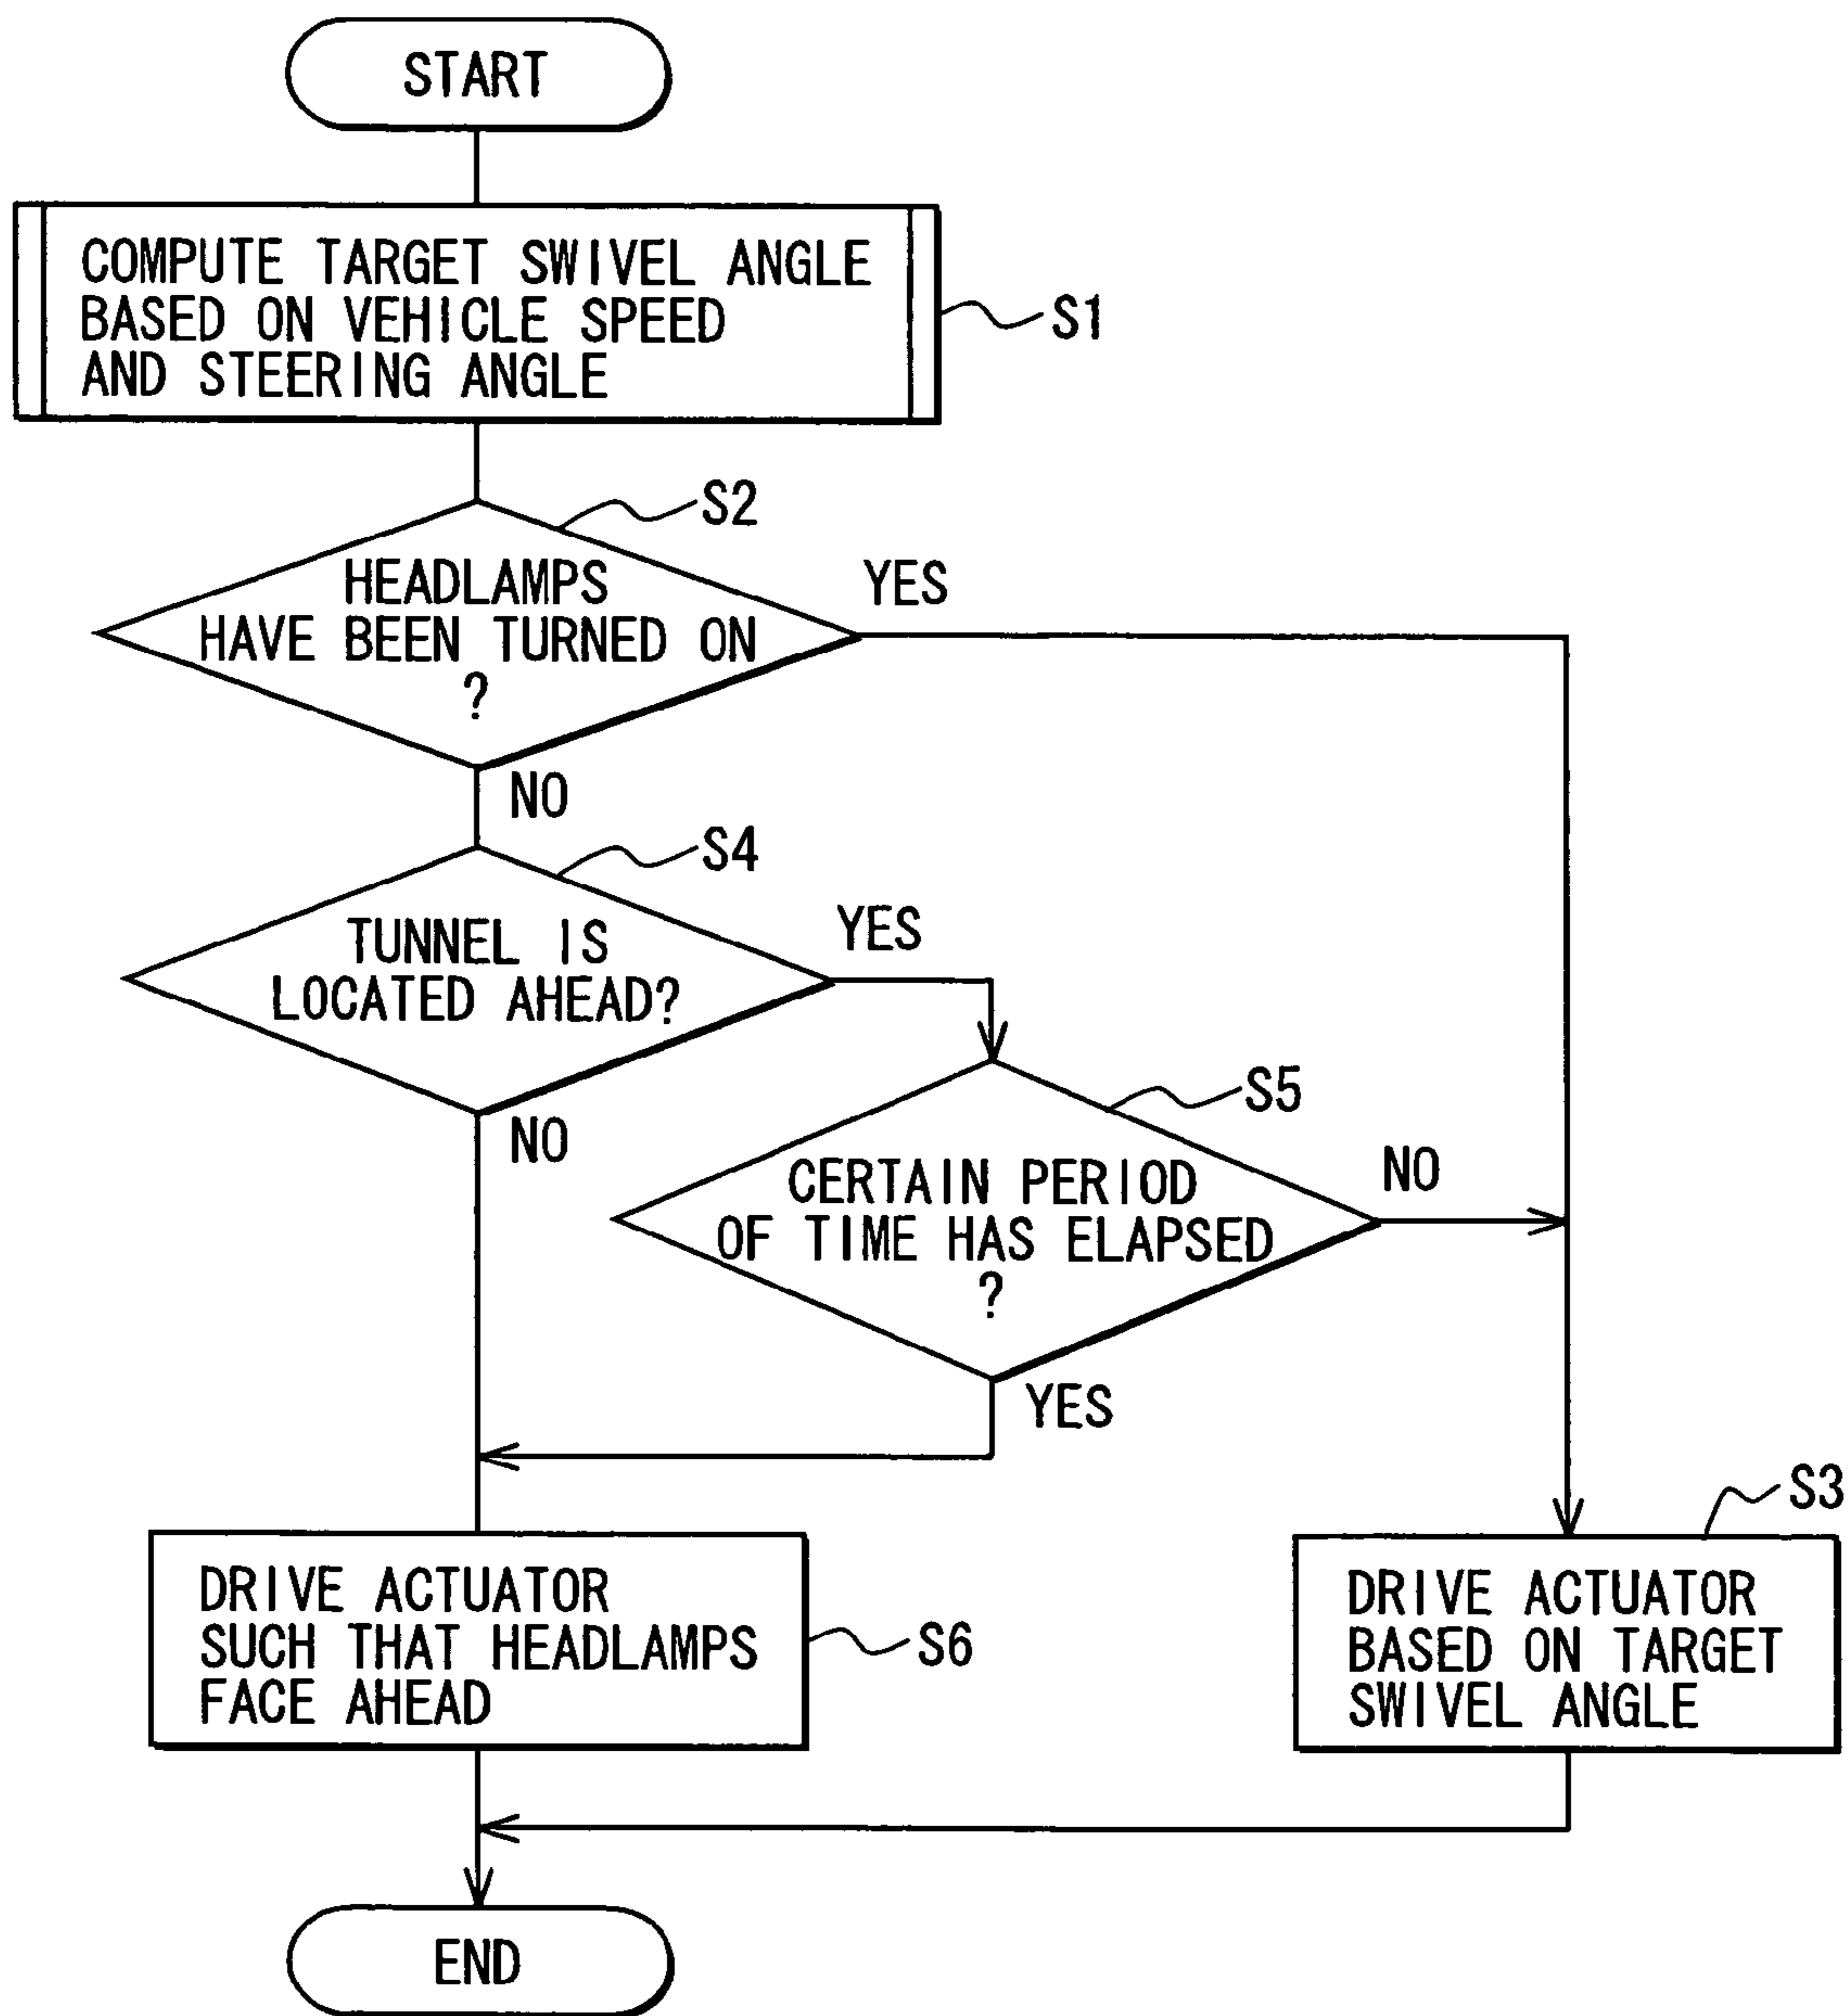 START
COMPUTE TARGET SWIVEL ANGLE
BASED ON VEHICLE SPEED
AND STEERING ANGLE
S1
S2
HEADLAMPS
HAVE BEEN TURNED ON
?
YES
NO
S4
TUNNEL IS
LOCATED AHEAD?
YES
NO
S5
CERTAIN PERIOD
OF TIME HAS ELAPSED
?
NO
YES
S3
DRIVE ACTUATOR
SUCH THAT HEADLAMPS
FACE AHEAD
S6
DRIVE ACTUATOR
BASED ON TARGET
SWIVEL ANGLE
END